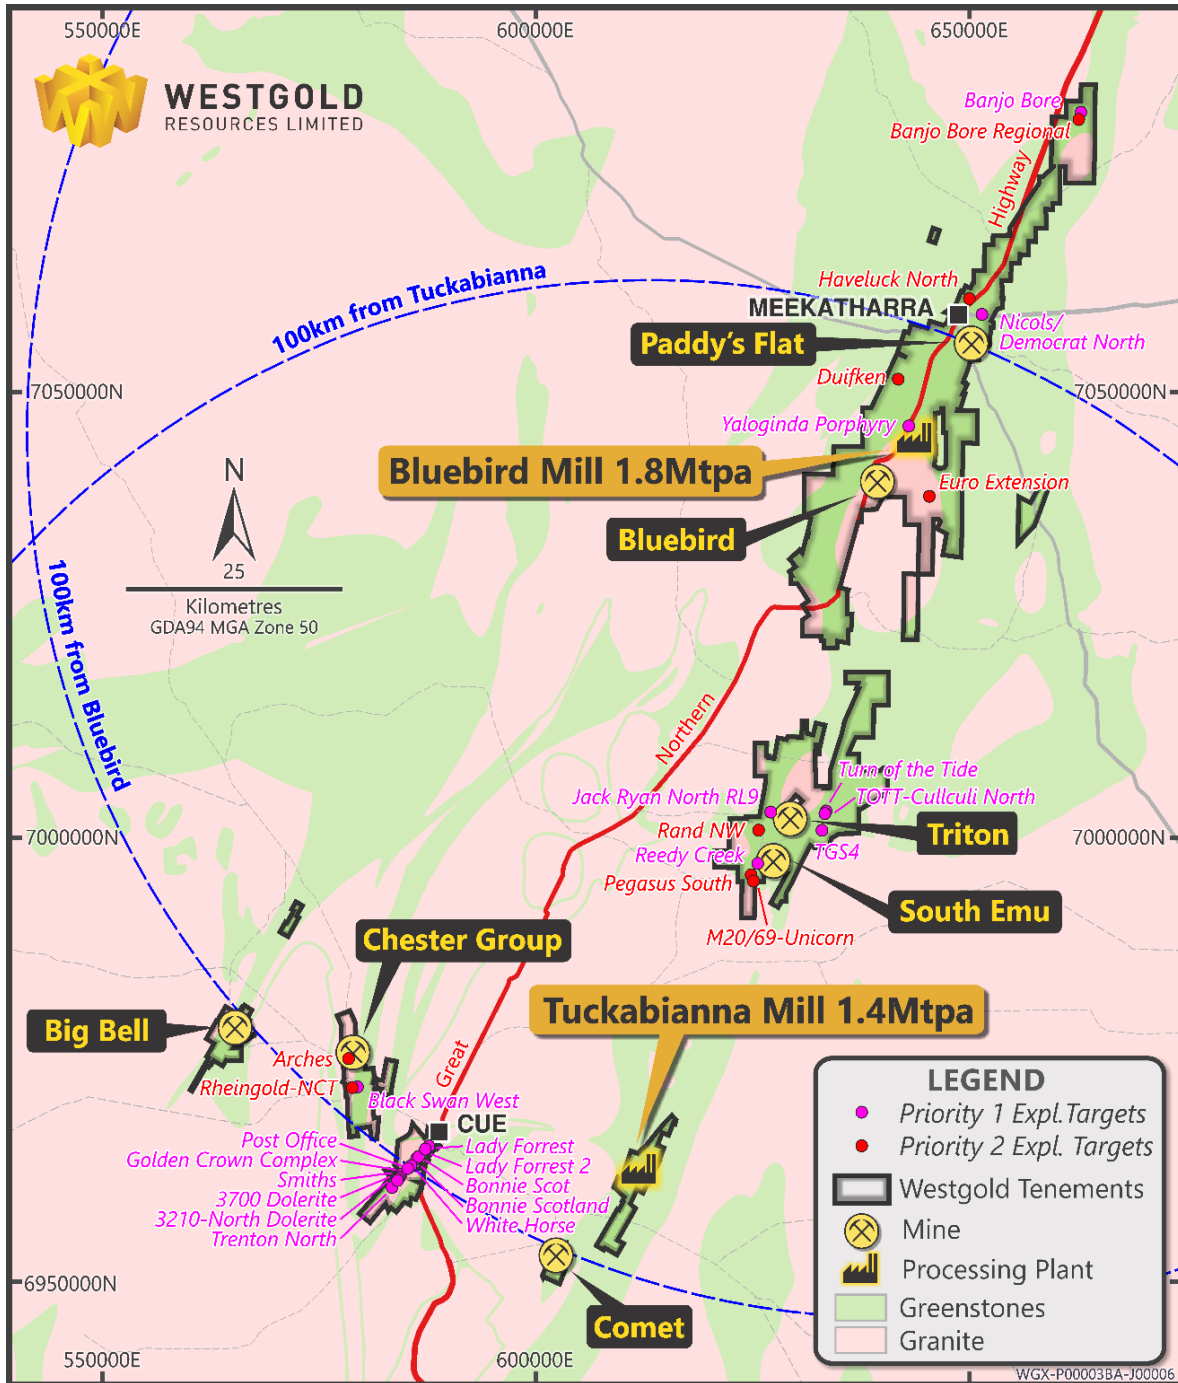 550000E
600000E
650000E
WESTGOLD
RESOURCES LIMITED
Banjo Bore
Banjo Bore Regional
Highway
100km from Tuckabianna
Haveluck North
MEEKATHARRA
Nicols/
Democrat North
Paddy's Flat
Duifken
7050000N
7050000N
Yaloginda Porphyry
Bluebird Mill 1.8Mtpa
Euro Extension
N
Bluebird
25
Kilometres
GDA94 MGA Zone 50
100km from Bluebird
Northern
Turn of the Tide
Jack Ryan North RL9
TOTT-Cullculi North
Rand NW
Triton
7000000N
7000000N
Reedy Creek
TGS4
Pegasus South
South Emu
M20/69-Unicorn
Chester Group
Tuckabianna Mill 1.4Mtpa
Big Bell
Arches
Great
Rheingold-NCT
Black Swan West
CUE
Post Office
Golden Crown Complex
Smiths
3700 Dolerite
3210-North Dolerite
Trenton North
Lady Forrest
Lady Forrest 2
Bonnie Scot
Bonnie Scotland
White Horse
6950000N
Comet
LEGEND
Priority 1 Expl.Targets
Priority 2 Expl. Targets
Westgold Tenements
Mine
Processing Plant
Greenstones
Granite
550000E
600000E
WGX-P00003BA-J00006